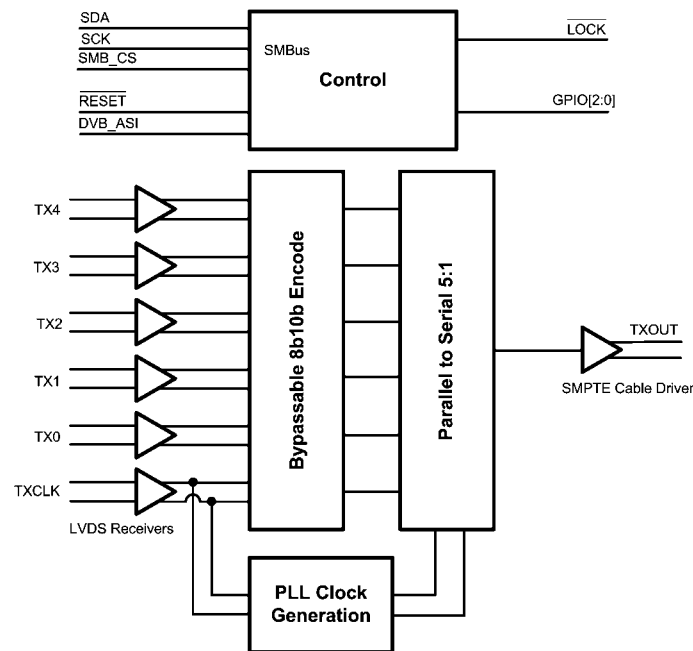 SDA
SCK
SMB_CS
RESET
DVB_ASI
SMBus
Control
LOCK
GPIO[2:0]
TX4
TX3
TX2
TX1
TX0
TXCLK
LVDS Receivers
Bypassable 8b10b Encode
Parallel to Serial 5:1
TXOUT
SMPTE Cable Driver
PLL Clock
Generation